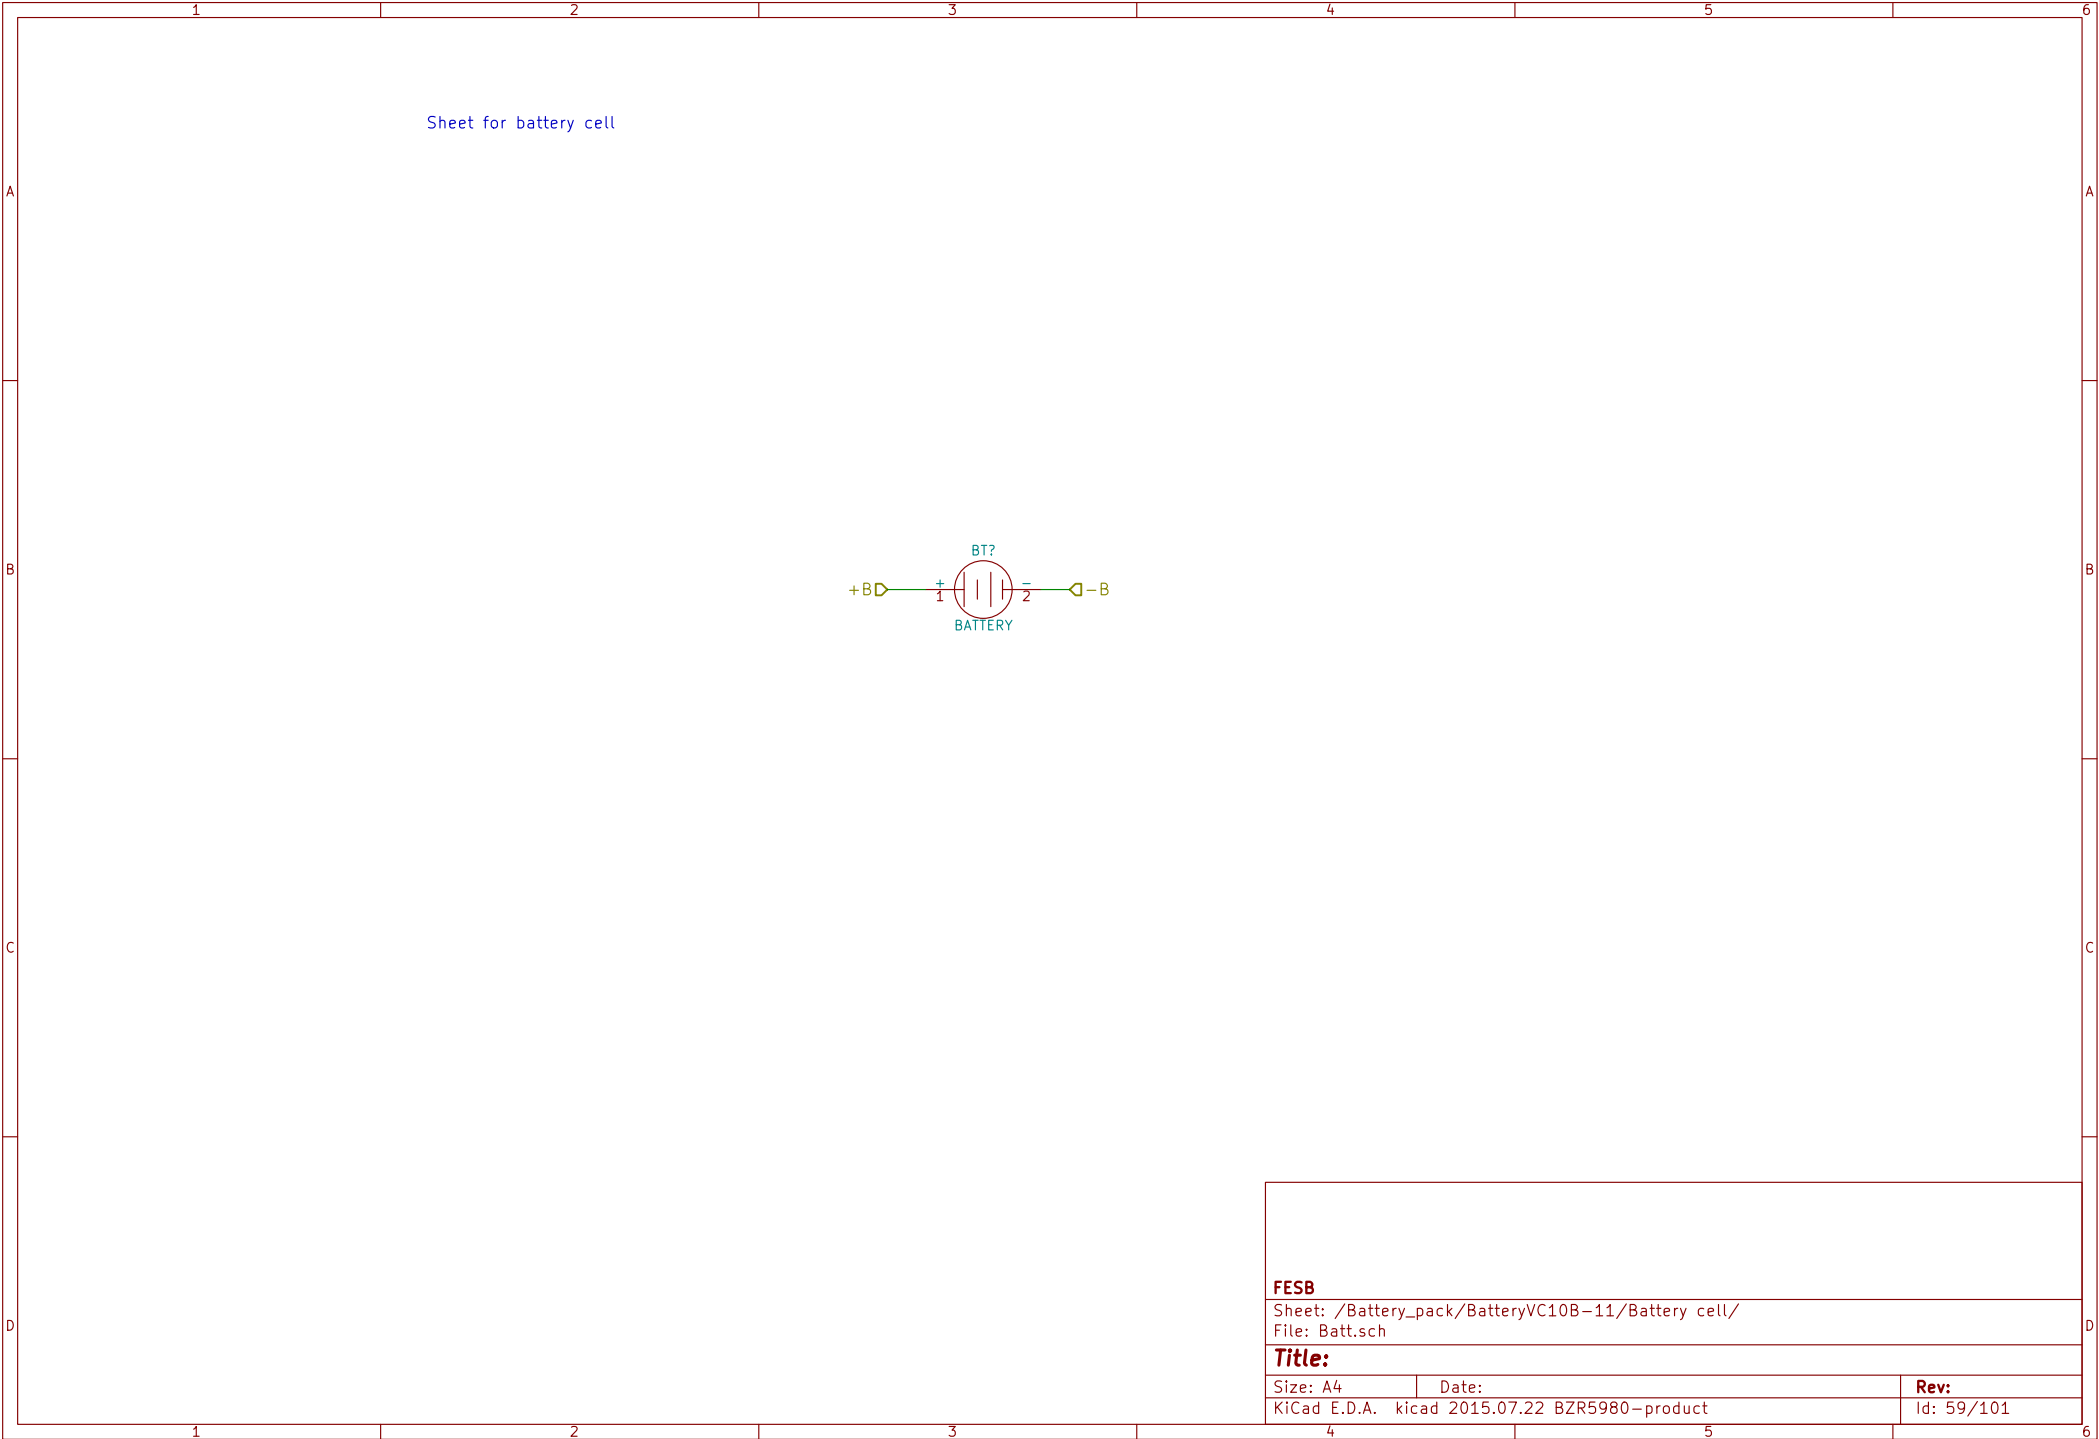 1 2 3 4 5 6
Sheet for battery cell
A A
BT?
B B
+B + - -B
1 2
BATTERY
C C
FESB
Sheet: /Battery_pack/BatteryVC10B-11/Battery cell/
D D
File: Batt.sch
Title:
Size: A4 Date: Rev:
KiCad E.D.A. kicad 2015.07.22 BZR5980-product Id: 59/101
1 2 3 4 5 6